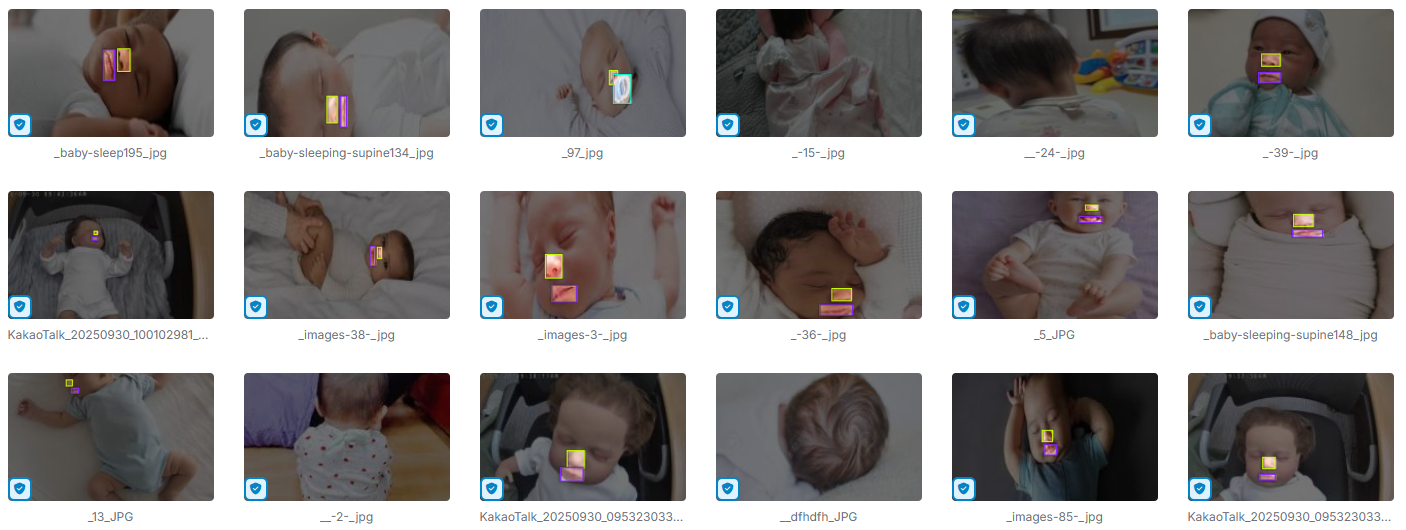 _baby-sleep195_jpg
_baby-sleeping-supine134_jpg
_97_jpg
_-15-_jpg
__-24-_jpg
_-39-_jpg
KakaoTalk_20250930_100102981_...
_images-38-_jpg
_images-3-_jpg
_-36-_jpg
_5_JPG
_baby-sleeping-supine148_jpg
_13_JPG
__-2-_jpg
KakaoTalk_20250930_095323033...
__dfhdfh_JPG
_images-85-_jpg
KakaoTalk_20250930_095323033...